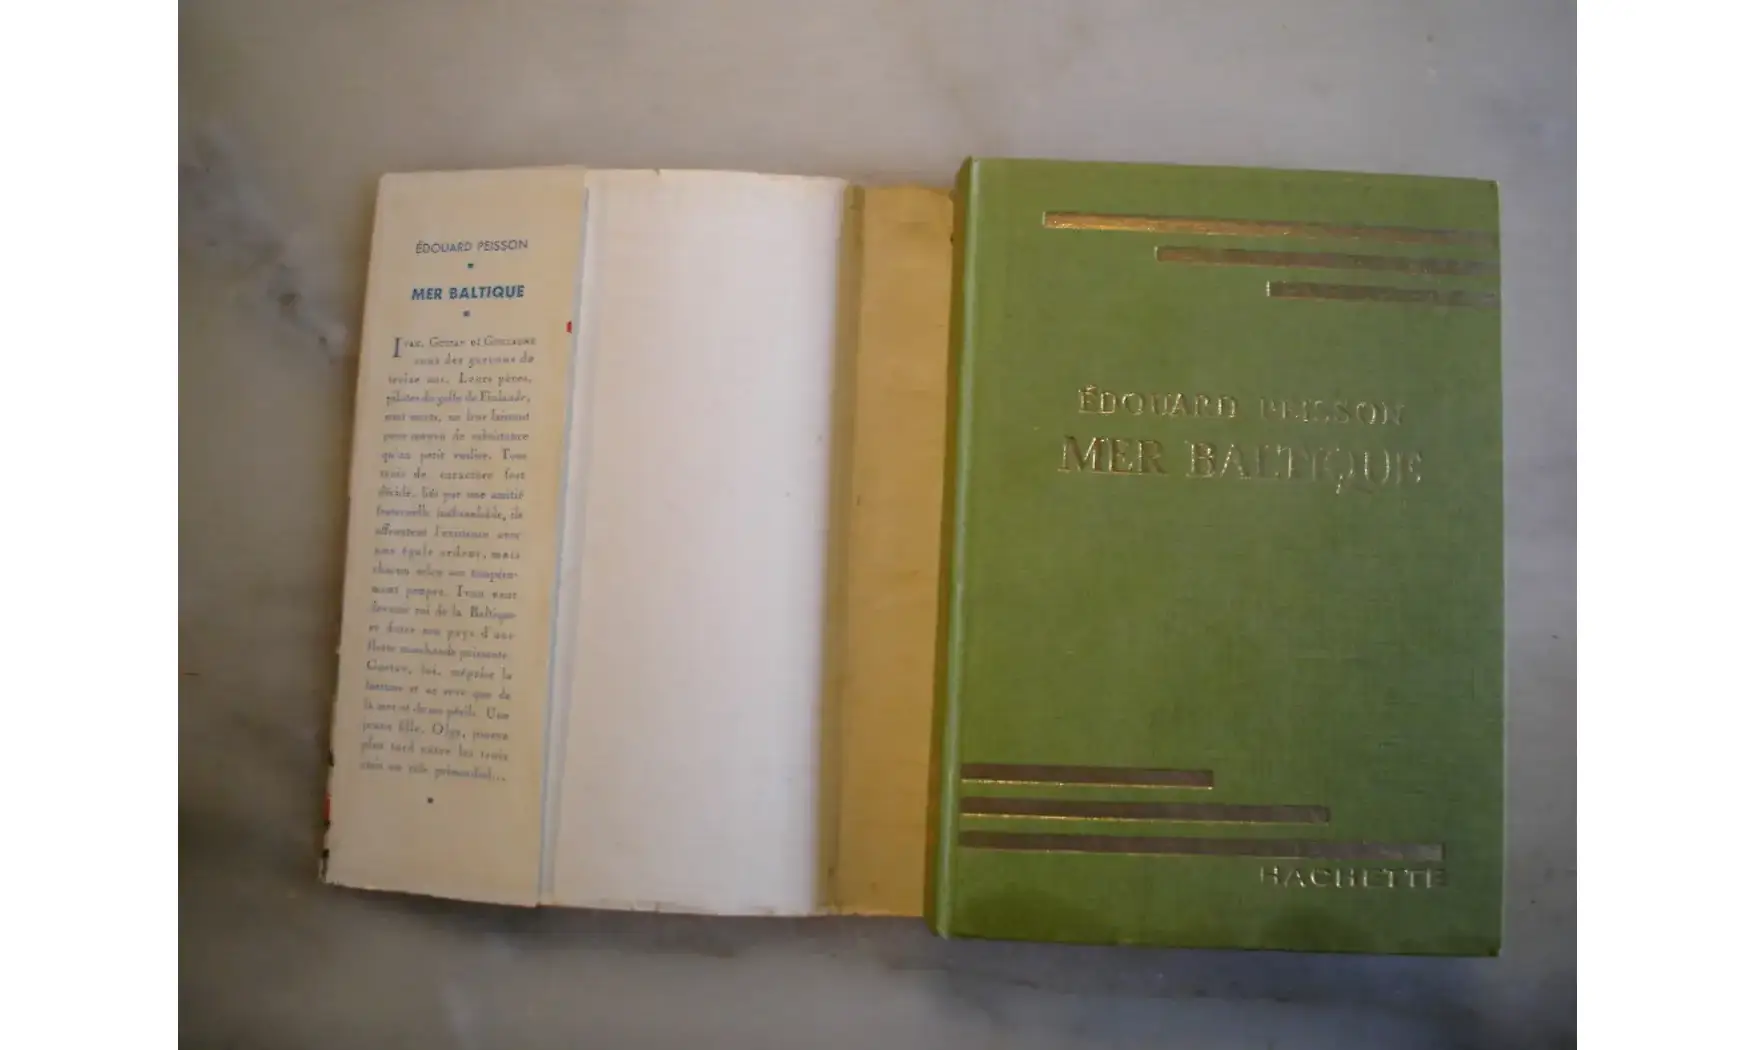 ÉDOUARD PEISSON
MER BALTIQUE
IVAN, GUSTAV et GUILLAUME
sont des garçons de
treize ans. Leurs pères,
pilotes du golfe de Finlande,
sont morts, ne leur laissant
pour moyen de subsistance
qu'un petit voilier. Tous
trois de caractère fort
décidé, liés par une amitié
fraternelle inébranlable, ils
affrontent l'existence avec
une égale ardeur, mais
chacun selon son tempéra-
ment propre. Ivan veut
devenir roi de la Baltique
et doter son pays d'une
flotte marchande puissante.
Gustav, lui, méprise la
fortune et ne rêve que de
la mer et de ses périls. Une
jeune fille, Olga, jouera
plus tard entre les trois
amis un rôle primordial...
ÉDOUARD PEISSON
MER BALTIQUE
HACHETTE